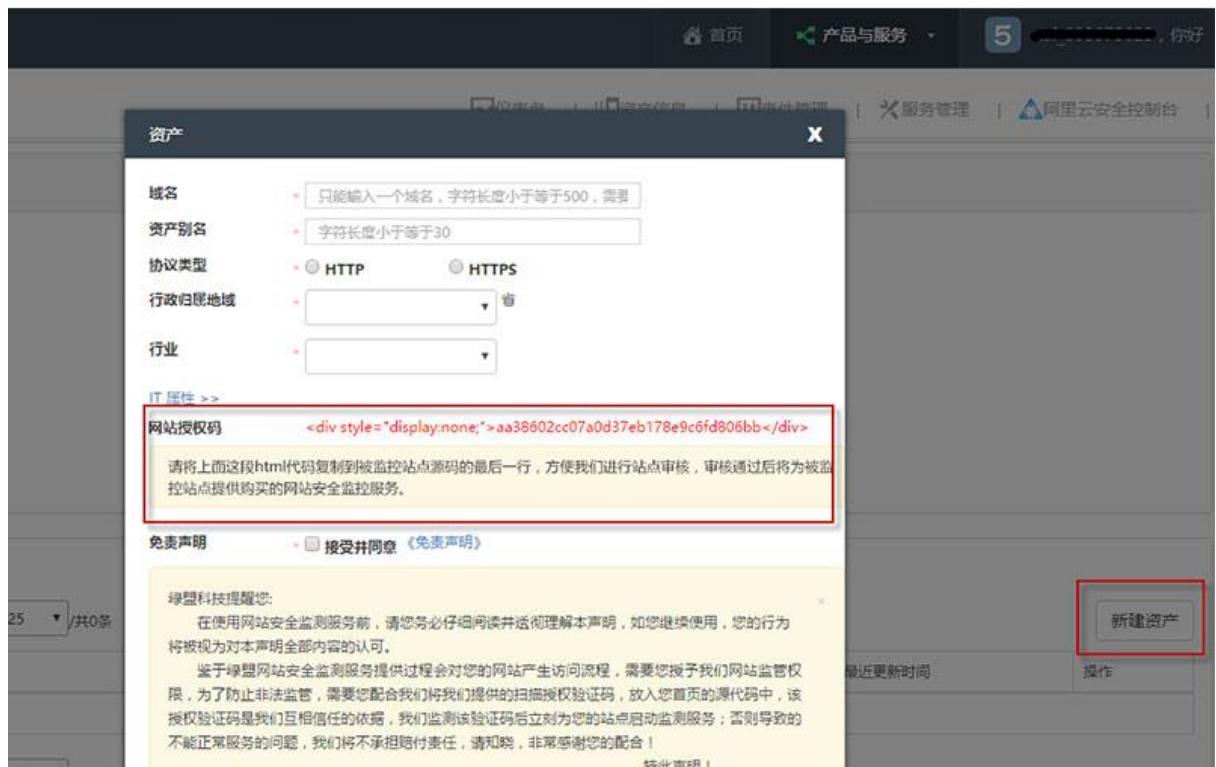 首页
产品与服务
5
,你好
服务管理 | 阿里云安全控制台 |
资产
X
域名 * 只能输入一个域名,字符长度小于等于500,需要
资产别名 * 字符长度小于等于30
协议类型 * HTTP HTTPS
行政归属地域 * 省
行业 *
IT 属性 >>
网站授权码 <div style="display:none;">aa38602cc07a0d37eb178e9c6fd806bb</div>
请将上面这段html代码复制到被监控站点源码的最后一行,方便我们进行站点审核,审核通过后将为被监
控站点提供购买的网站安全监控服务。
免责声明 * 接受并同意 《免责声明》
绿盟科技提醒您:
×
在使用网站安全监测服务前,请您务必仔细阅读并透彻理解本声明,如您继续使用,您的行为
将被视为对本声明全部内容的认可。
鉴于绿盟网站安全监测服务提供过程会对您的网站产生访问流程,需要您授予我们网站监管权
限,为了防止非法监管,需要您配合我们将我们提供的扫描授权验证码,放入您首页的源代码中,该
授权验证码是我们互相信任的依据,我们监测该验证码后立刻为您的站点启动监测服务;否则导致的
不能正常服务的问题,我们将不承担赔付责任,请知晓,非常感谢您的配合!
特此声明!
25 /共0条
新建资产
最近更新时间 操作